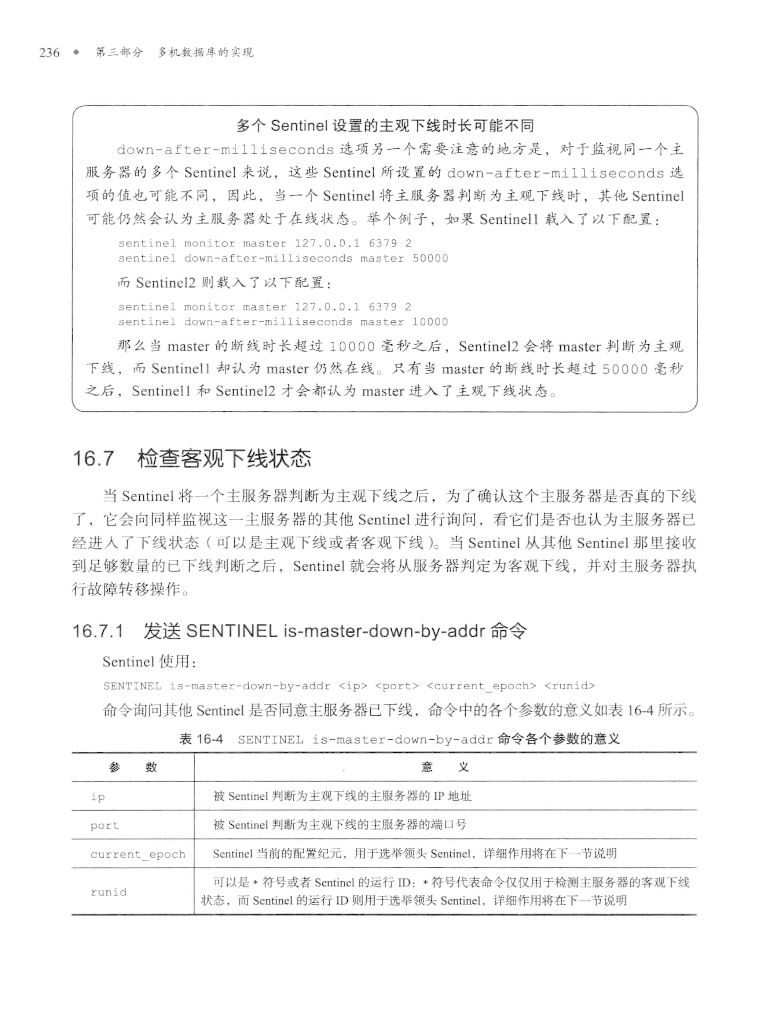 236 ◆ 第三部分 多机数据库的实现
多个 Sentinel 设置的主观下线时长可能不同
down-after-milliseconds 选项另一个需要注意的地方是，对于监视同一个主
服务器的多个 Sentinel 来说，这些 Sentinel 所设置的 down-after-milliseconds 选
项的值也可能不同，因此，当一个 Sentinel 将主服务器判断为主观下线时，其他 Sentinel
可能仍然会认为主服务器处于在线状态。举个例子，如果 Sentinel1 载入了以下配置：
sentinel monitor master 127.0.0.1 6379 2
sentinel down-after-milliseconds master 50000
而 Sentinel2 则载入了以下配置：
sentinel monitor master 127.0.0.1 6379 2
sentinel down-after-milliseconds master 10000
那么当 master 的断线时长超过 10000 毫秒之后，Sentinel2 会将 master 判断为主观
下线，而 Sentinel1 却认为 master 仍然在线。只有当 master 的断线时长超过 50000 毫秒
之后，Sentinel1 和 Sentinel2 才会都认为 master 进入了主观下线状态。
16.7 检查客观下线状态
当 Sentinel 将一个主服务器判断为主观下线之后，为了确认这个主服务器是否真的下线
了，它会向同样监视这一主服务器的其他 Sentinel 进行询问，看它们是否也认为主服务器已
经进入了下线状态（可以是主观下线或者客观下线）。当 Sentinel 从其他 Sentinel 那里接收
到足够数量的已下线判断之后，Sentinel 就会将从服务器判定为客观下线，并对主服务器执
行故障转移操作。
16.7.1 发送 SENTINEL is-master-down-by-addr 命令
Sentinel 使用：
SENTINEL is-master-down-by-addr <ip> <port> <current_epoch> <runid>
命令询问其他 Sentinel 是否同意主服务器已下线，命令中的各个参数的意义如表 16-4 所示。
表 16-4 SENTINEL is-master-down-by-addr 命令各个参数的意义
参 数 意 义
ip 被 Sentinel 判断为主观下线的主服务器的 IP 地址
port 被 Sentinel 判断为主观下线的主服务器的端口号
current_epoch Sentinel 当前的配置纪元，用于选举领头 Sentinel，详细作用将在下一节说明
runid 可以是 * 符号或者 Sentinel 的运行 ID：* 符号代表命令仅仅用于检测主服务器的客观下线
状态，而 Sentinel 的运行 ID 则用于选举领头 Sentinel，详细作用将在下一节说明